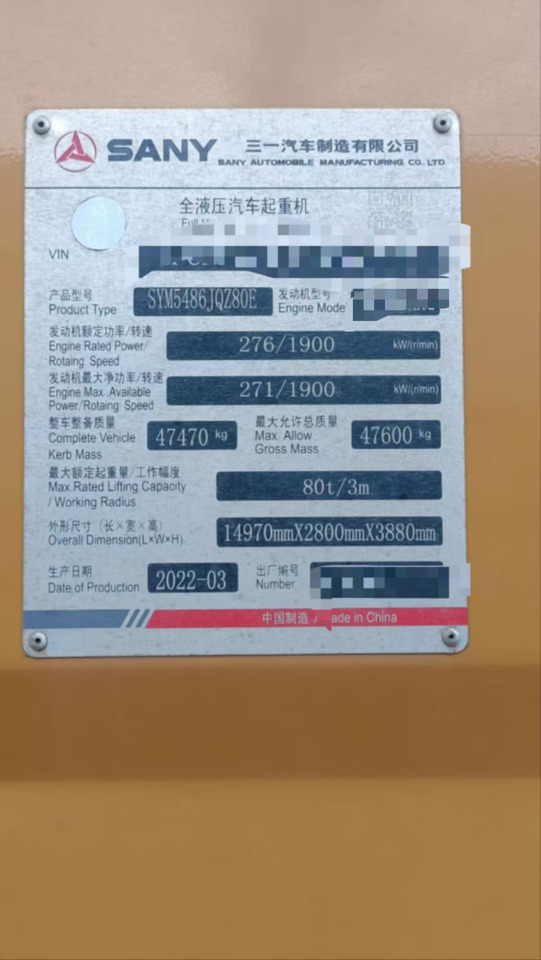 SANY 三一汽车制造有限公司
SANY AUTOMOBILE MANUFACTURING CO., LTD
全液压汽车起重机
VIN
产品型号 SYM5486JQZ80E 发动机型号
Product Type Engine Mode
发动机额定功率/转速
Engine Rated Power/ 276/1900 kW/(r/min)
Rotaing Speed
发动机最大净功率/转速
Engine Max. Available 271/1900 kW/(r/min)
Power/Rotaing Speed
整车整备质量 最大允许总质量
Complete Vehicle 47470 kg Max. Allow 47600 kg
Kerb Mass Gross Mass
最大额定起重量/工作幅度
Max.Rated Lifting Capacity 80t/3m
/ Working Radius
外形尺寸（长×宽×高）
Overall Dimension(L×W×H). 14970mmX2800mmX3880mm
生产日期 2022-03 出厂编号
Date of Production Number
中国制造 / ade in China